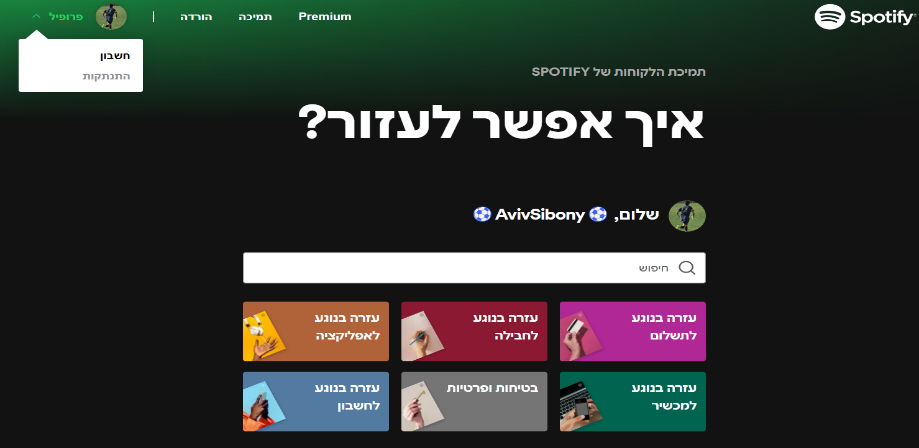 Spotify
Premium
תמיכה
הורדה
|
פרופיל
חשבון
התנתקות
תמיכת הלקוחות של SPOTIFY
איך אפשר לעזור?
שלום, ⚽ AvivSibony ⚽
חיפוש
עזרה בנוגע
לתשלום
עזרה בנוגע
לחבילה
עזרה בנוגע
לאפליקציה
עזרה בנוגע
למכשיר
בטיחות ופרטיות
עזרה בנוגע
לחשבון